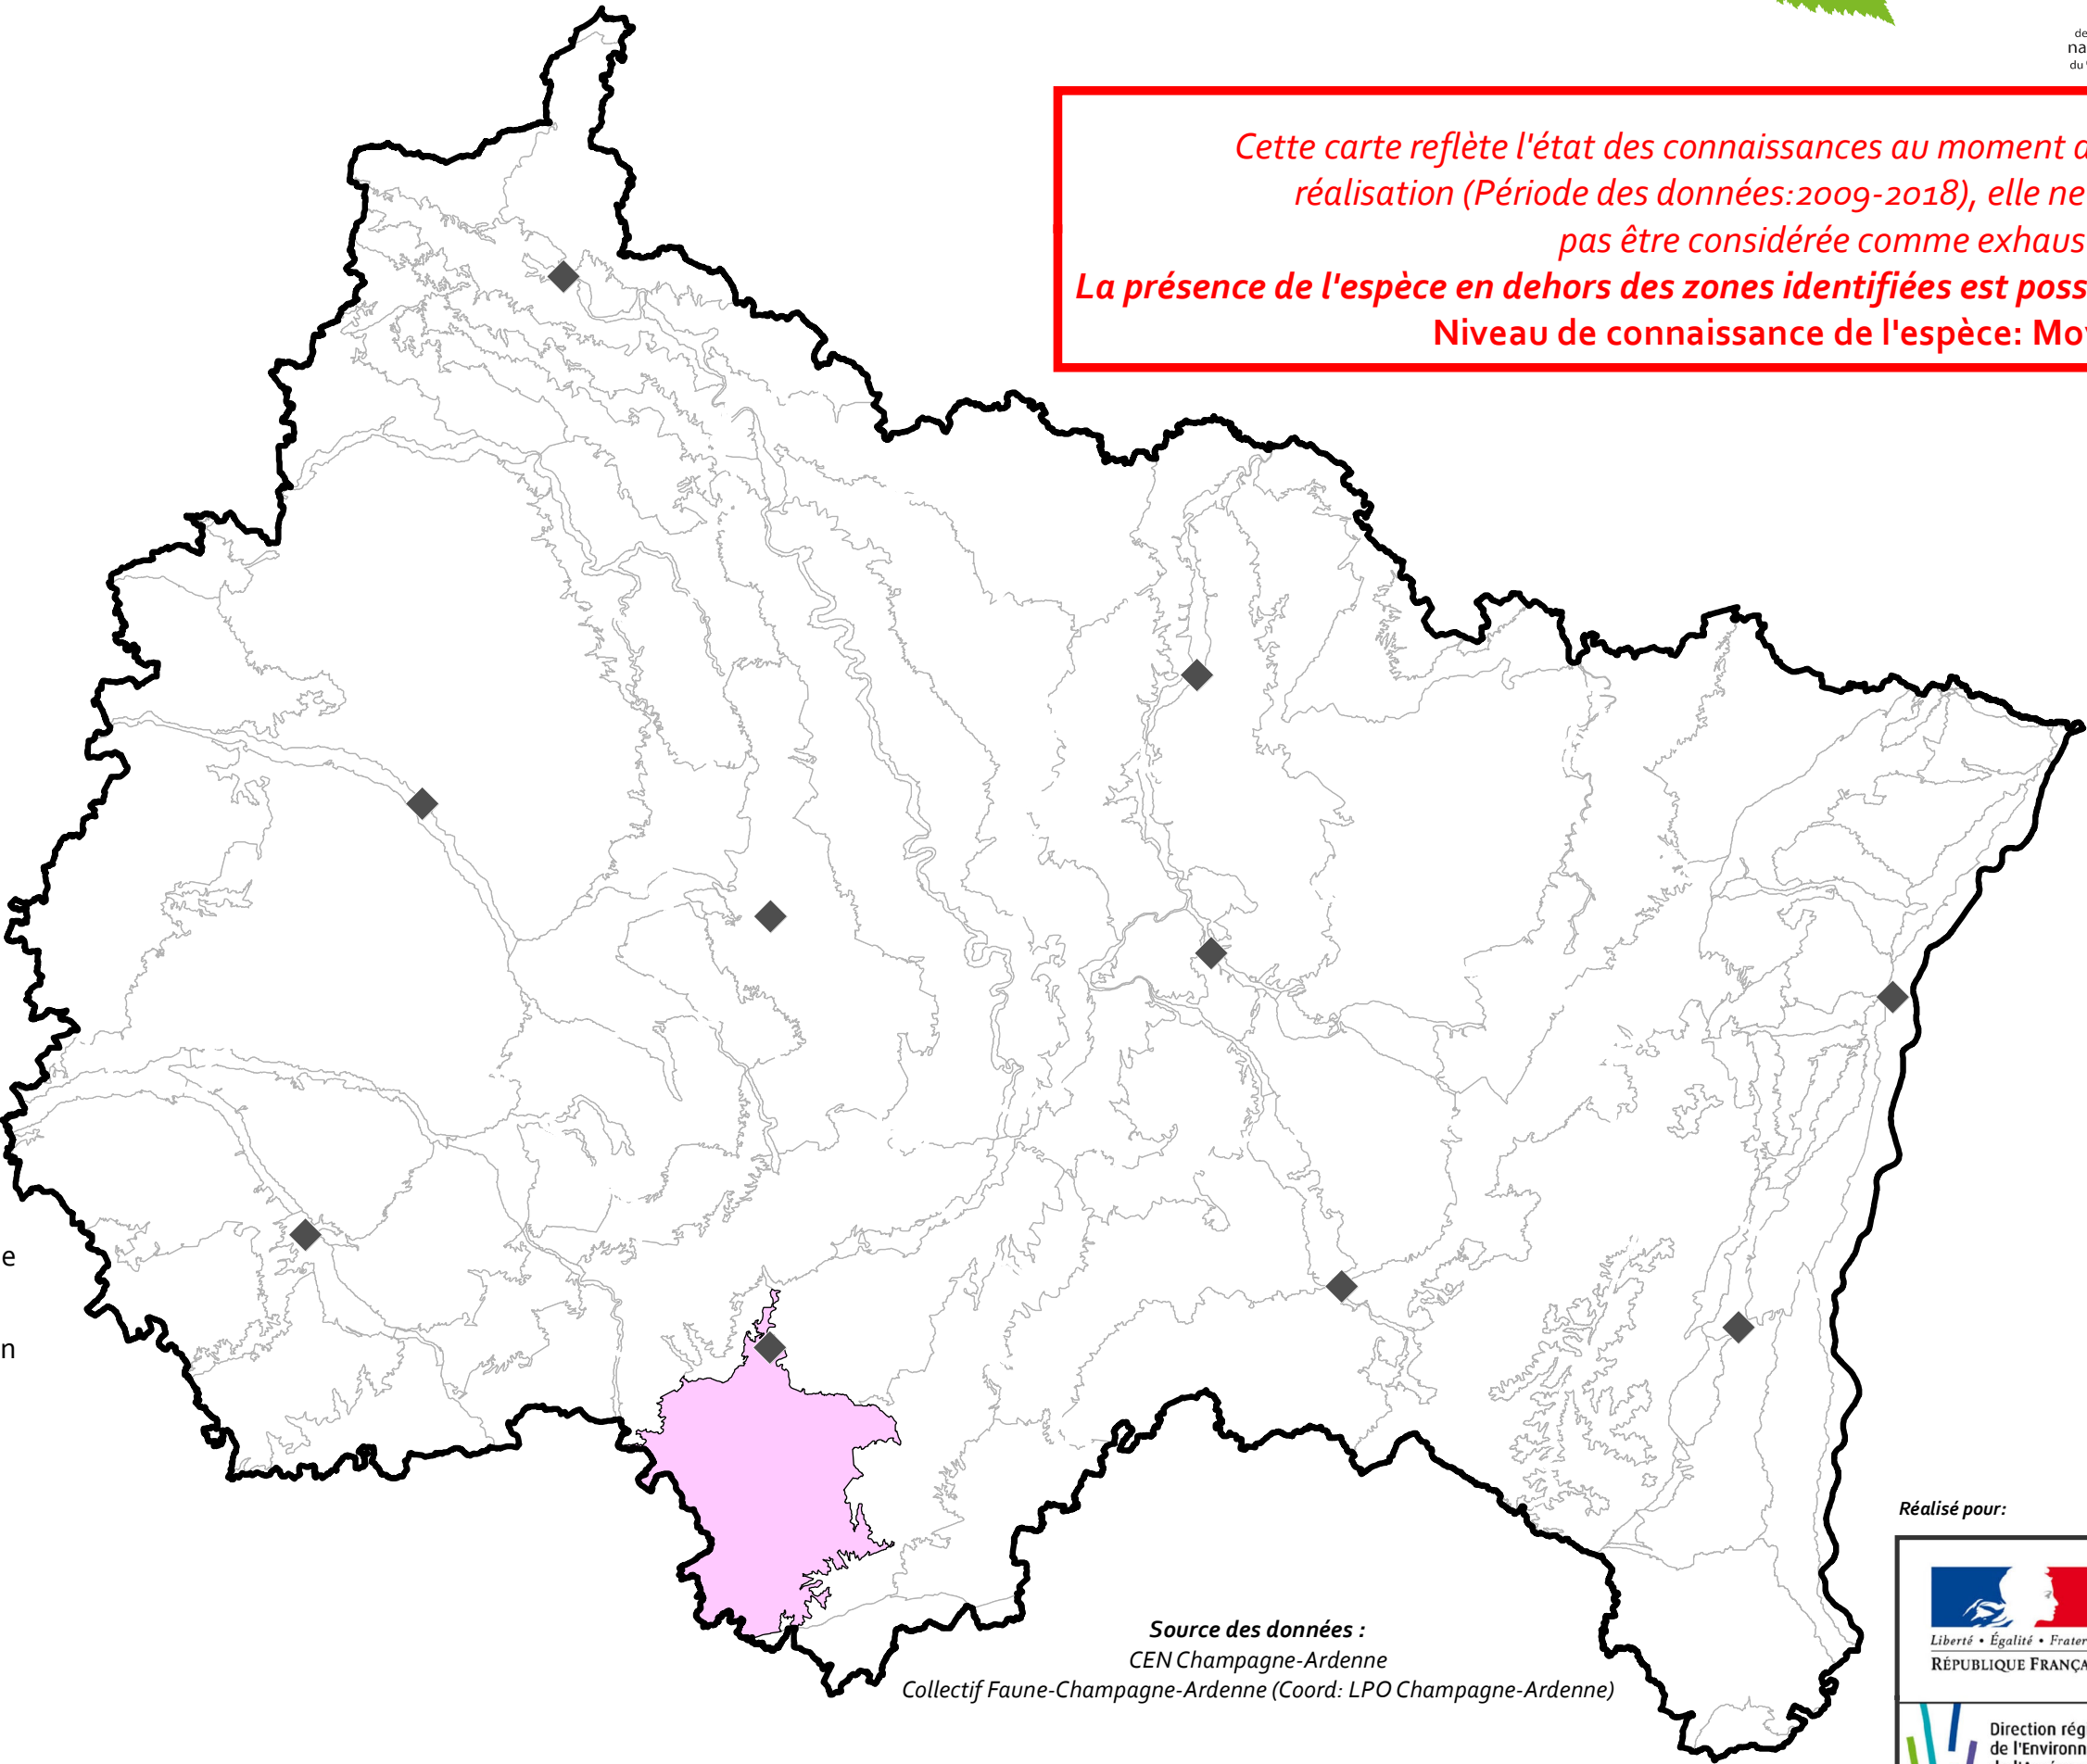 de
na
du
Cette carte reflète l'état des connaissances au moment d
réalisation (Période des données:2009-2018), elle ne
pas être considérée comme exhaus
La présence de l'espèce en dehors des zones identifiées est poss
Niveau de connaissance de l'espèce: Mo
e
n
Réalisé pour:
Liberté • Égalité • Frater
RÉPUBLIQUE FRANÇA
Source des données :
CEN Champagne-Ardenne
Collectif Faune-Champagne-Ardenne (Coord: LPO Champagne-Ardenne)
Direction rég
de l'Environn